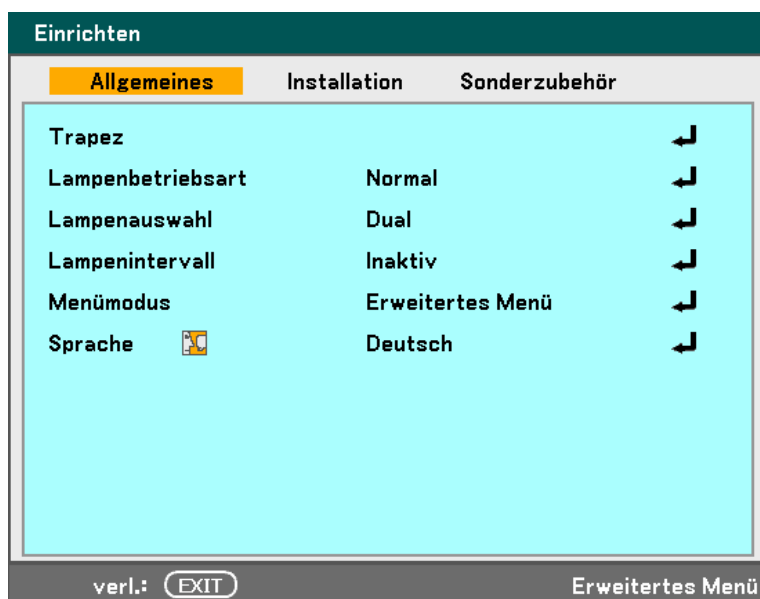 Einrichten
Allgemeines Installation Sonderzubehör
Trapez
Lampenbetriebsart Normal
Lampenauswahl Dual
Lampenintervall Inaktiv
Menümodus Erweitertes Menü
Sprache Deutsch
verl.: EXIT Erweitertes Menü